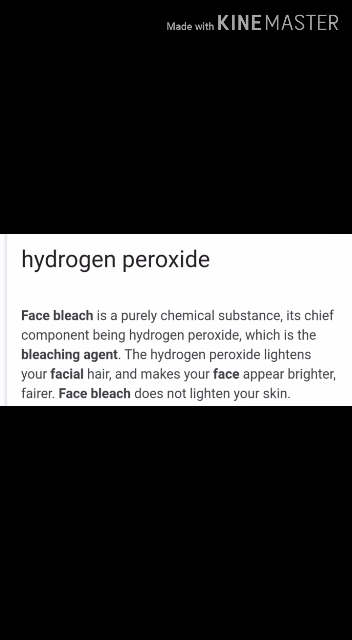 Made with KINEMASTER
hydrogen peroxide
Face bleach is a purely chemical substance, its chief
component being hydrogen peroxide, which is the
bleaching agent. The hydrogen peroxide lightens
your facial hair, and makes your face appear brighter,
fairer. Face bleach does not lighten your skin.